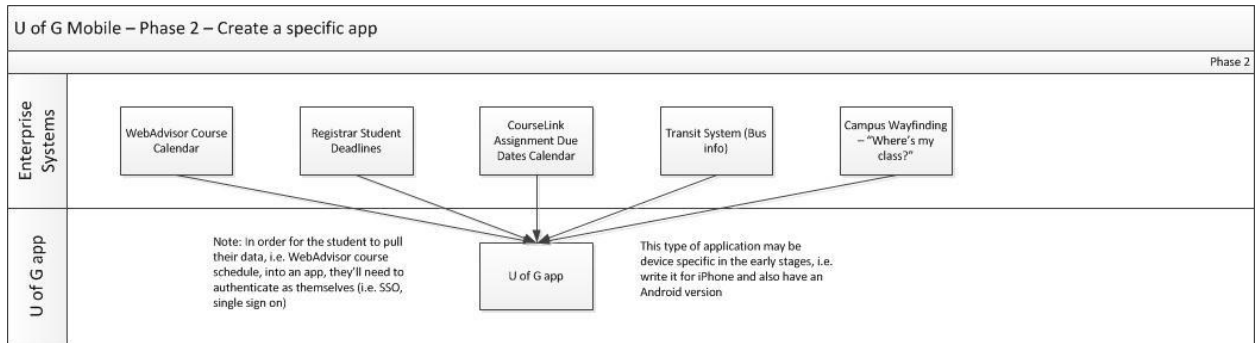 U of G Mobile – Phase 2 – Create a specific app
Phase 2
Enterprise
Systems
WebAdvisor Course
Calendar
Registrar Student
Deadlines
CourseLink
Assignment Due
Dates Calendar
Transit System (Bus
info)
Campus Wayfinding
– "Where's my
class?"
U of G app
Note: In order for the student to pull
their data, i.e. WebAdvisor course
schedule, into an app, they'll need to
authenticate as themselves (i.e. SSO,
single sign on)
U of G app
This type of application may be
device specific in the early stages, i.e.
write it for iPhone and also have an
Android version